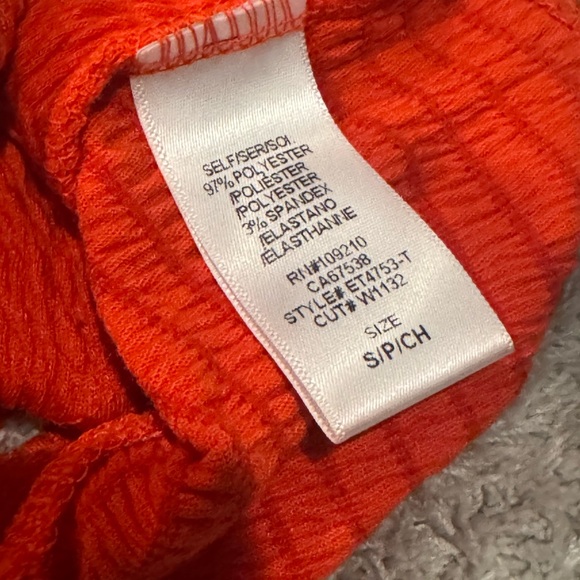 SELF/SER/SOI
97% POLYESTER
/POLIESTER
/POLYESTER
3% SPANDEX
/ELASTANO
/ELASTHANNE
RN#109210
CA67538
STYLE# ET4753-T
CUT# W1132
SIZE
S/P/CH